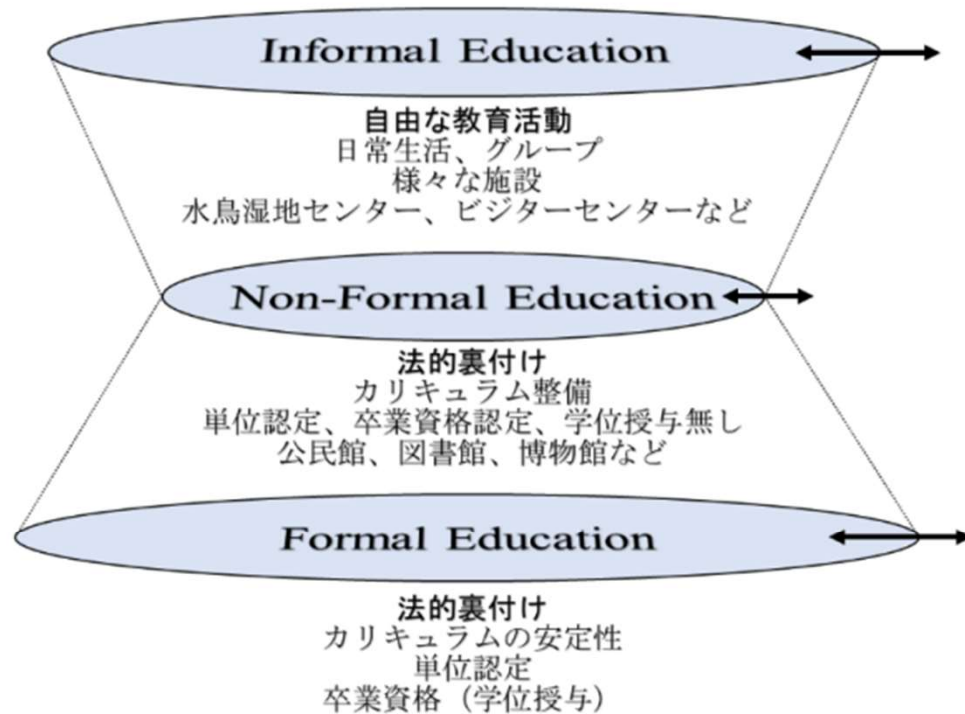 Informal Education
自由な教育活動
日常生活、グループ
様々な施設
水鳥湿地センター、ビジターセンターなど
Non-Formal Education
法的裏付け
カリキュラム整備
単位認定、卒業資格認定、学位授与無し
公民館、図書館、博物館など
Formal Education
法的裏付け
カリキュラムの安定性
単位認定
卒業資格（学位授与）